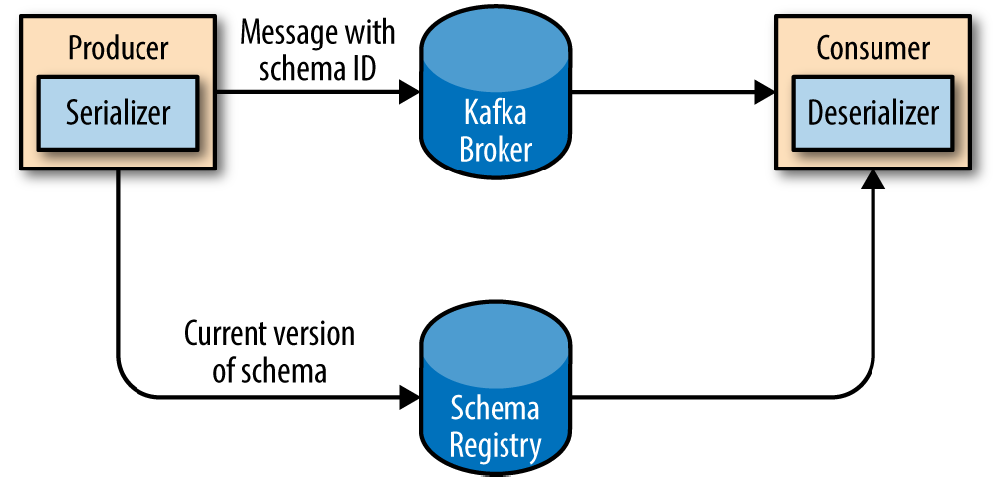 Producer
Serializer
Message with
schema ID
Kafka
Broker
Consumer
Deserializer
Current version
of schema
Schema
Registry